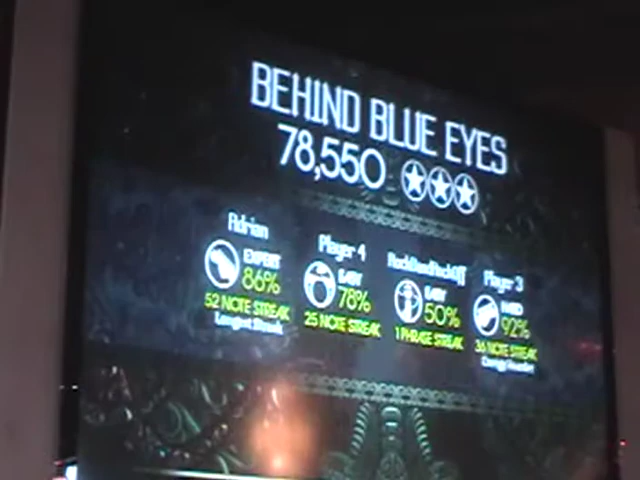 BEHIND BLUE EYES
78,550
Adrian
EXPERT
86%
52 NOTE STREAK
Longest Streak
Player 4
EASY
78%
25 NOTE STREAK
EASY
50%
1 PHRASE STREAK
Player 3
HARD
92%
36 NOTE STREAK